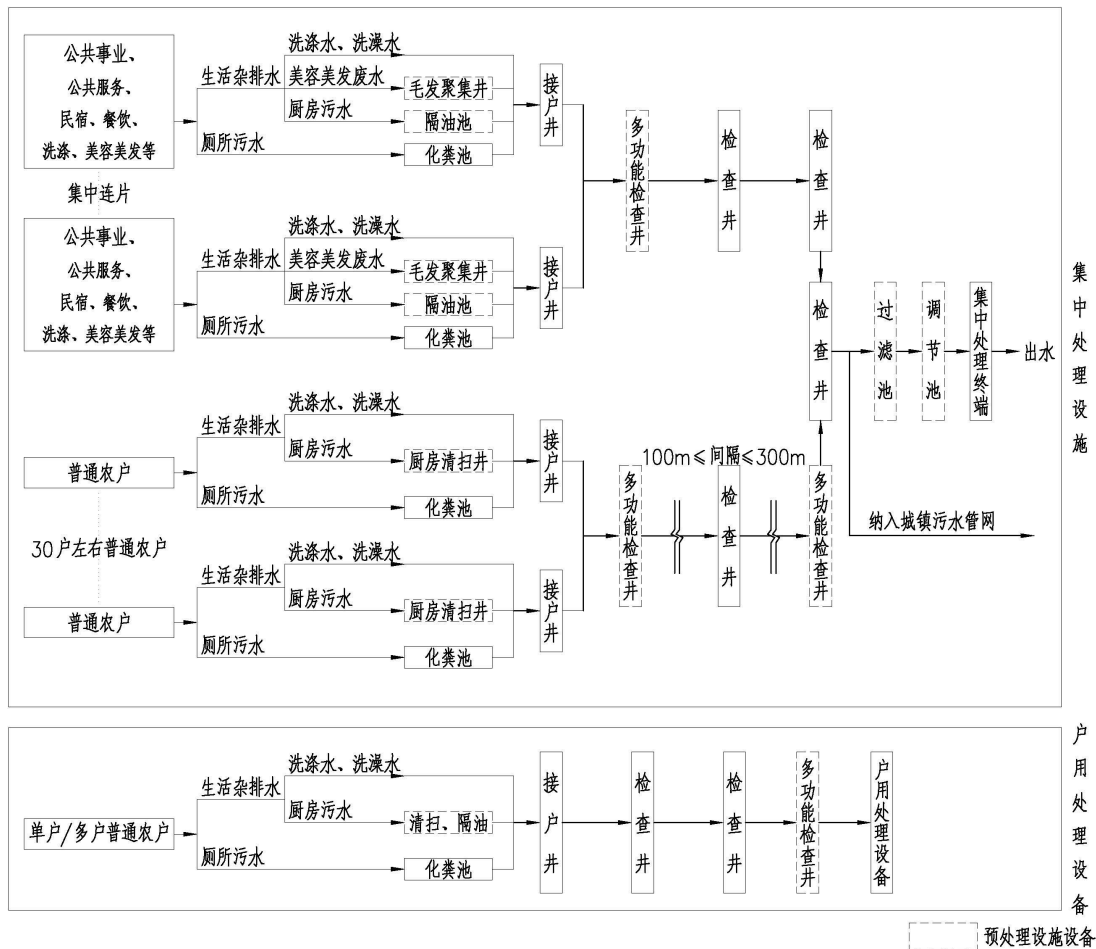 公共事业、
公共服务、
民宿、餐饮、
洗涤、美容美发等
生活杂排水
厕所污水
洗涤水、洗澡水
美容美发废水
厨房污水
毛发聚集井
隔油池
化粪池
接户井
集中连片
公共事业、
公共服务、
民宿、餐饮、
洗涤、美容美发等
生活杂排水
厕所污水
洗涤水、洗澡水
美容美发废水
厨房污水
毛发聚集井
隔油池
化粪池
接户井
多功能检查井
检查井
检查井
检查井
过滤池
调节池
集中处理终端
出水
集中处理设施
普通农户
生活杂排水
厕所污水
洗涤水、洗澡水
厨房污水
厨房清扫井
化粪池
接户井
30户左右普通农户
普通农户
生活杂排水
厕所污水
洗涤水、洗澡水
厨房污水
厨房清扫井
化粪池
接户井
多功能检查井
100m≤间隔≤300m
检查井
多功能检查井
纳入城镇污水管网
单户/多户普通农户
生活杂排水
厕所污水
洗涤水、洗澡水
厨房污水
清扫、隔油
化粪池
接户井
检查井
检查井
多功能检查井
户用处理设备
户用处理设备
预处理设施设备